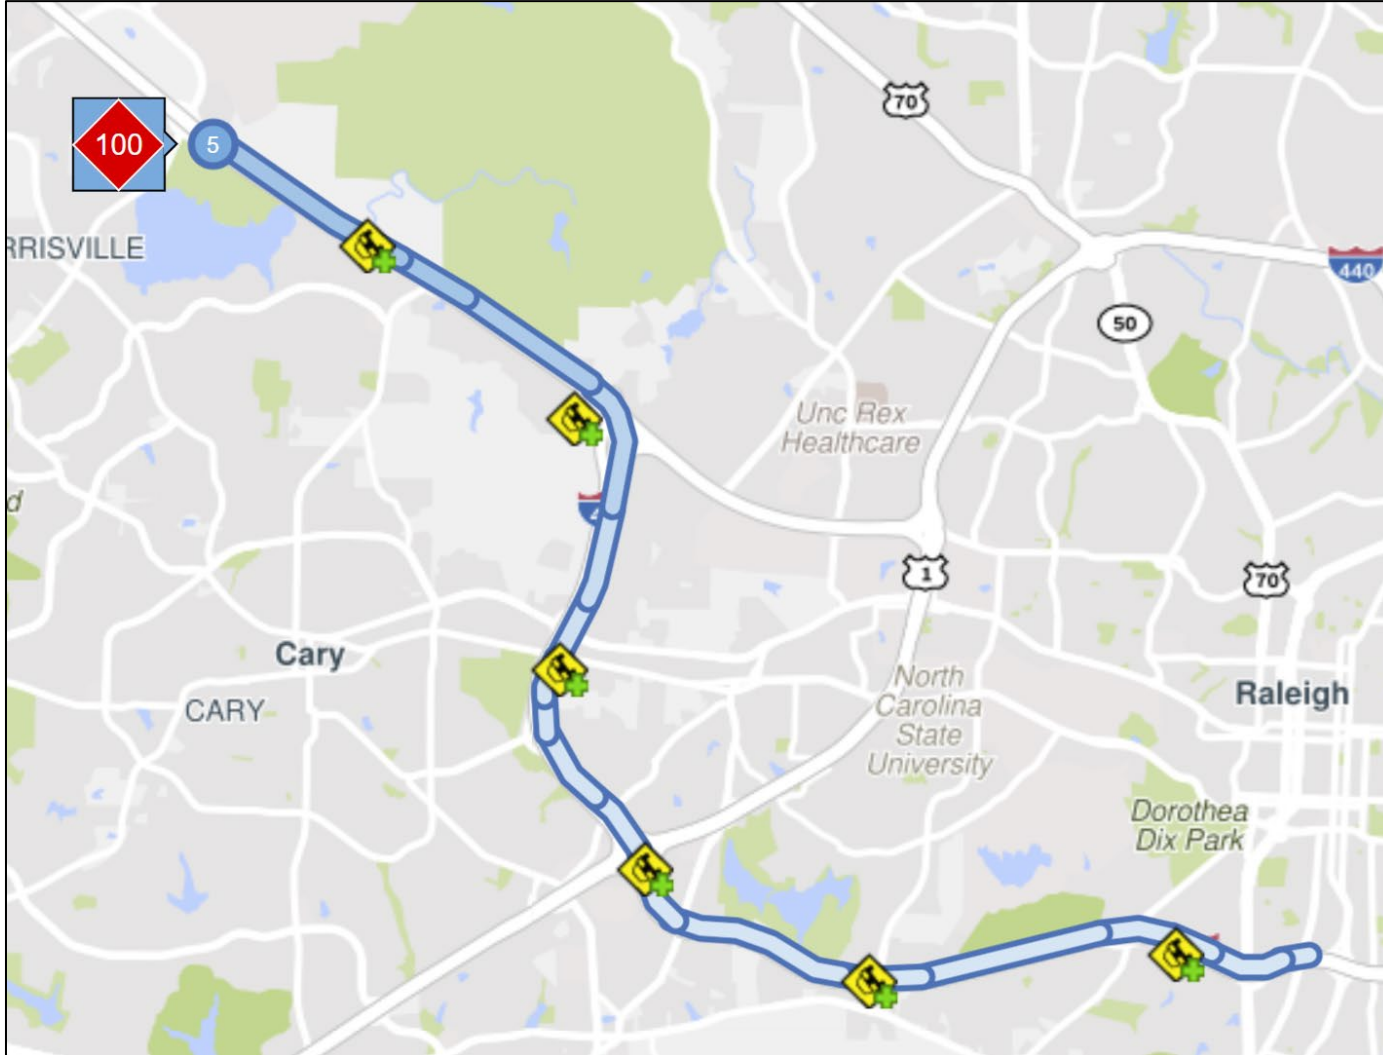 70
100
5
RRISVILLE
440
50
Unc Rex
Healthcare
d
4
1
70
Cary
North
Carolina
State
University
CARY
Raleigh
Dorothea
Dix Park